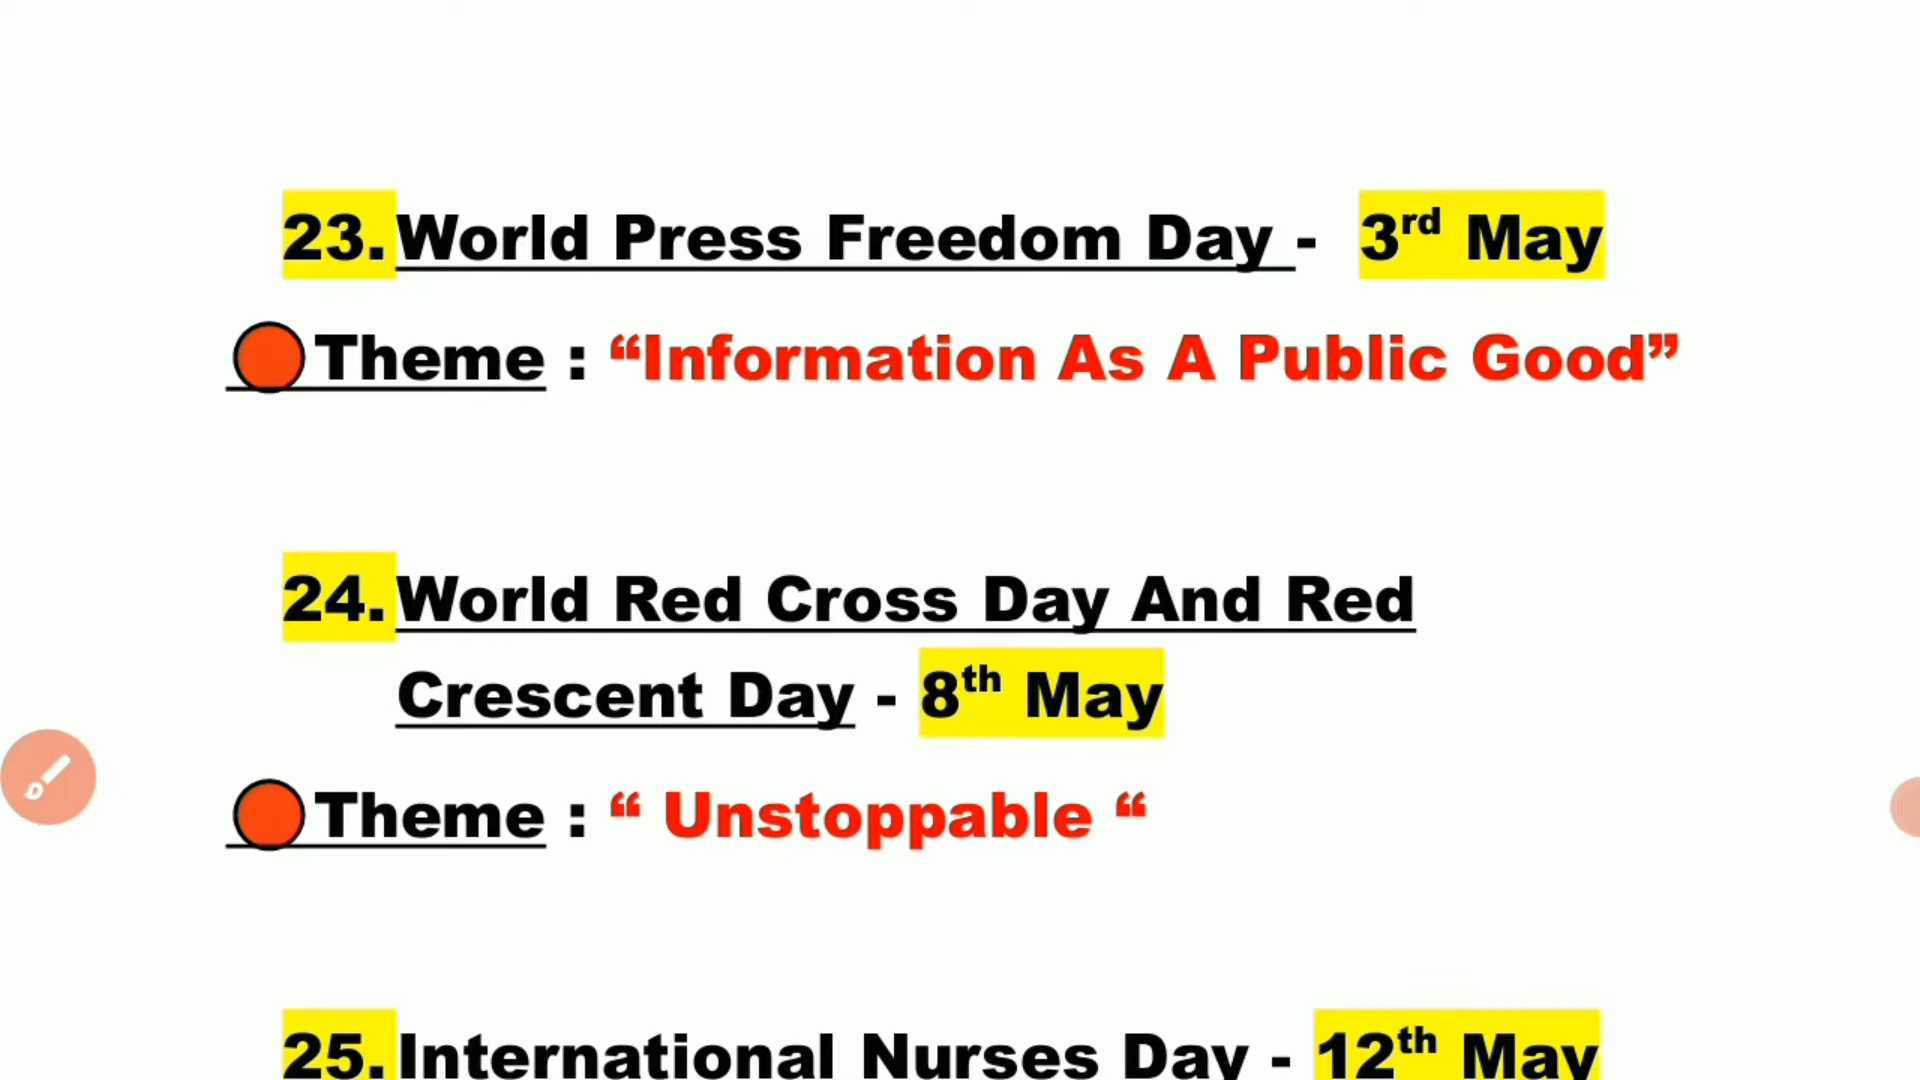 23. World Press Freedom Day - 3rd May
Theme : “Information As A Public Good”
24. World Red Cross Day And Red
Crescent Day - 8th May
Theme : “ Unstoppable “
25. International Nurses Day - 12th May